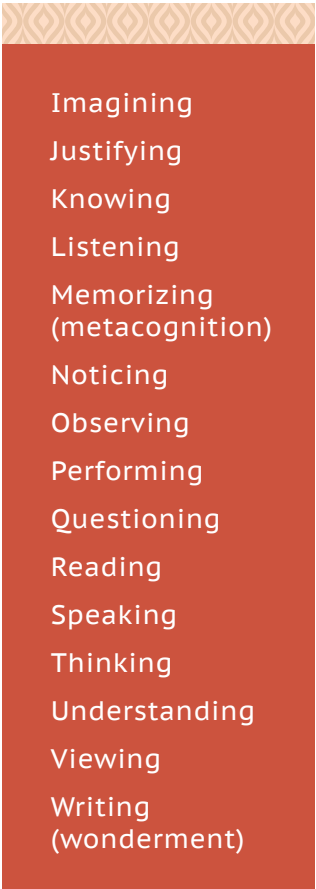 Imagining
Justifying
Knowing
Listening
Memorizing
(metacognition)
Noticing
Observing
Performing
Questioning
Reading
Speaking
Thinking
Understanding
Viewing
Writing
(wonderment)